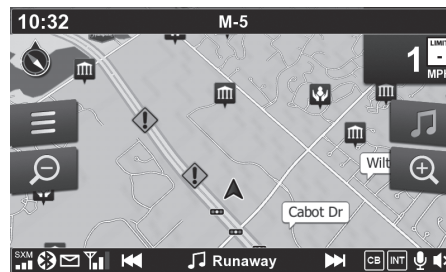 10:32
M-5
LIMIT
1 -
MPH
Wilt
Cabot Dr
SXM
Runaway
CB INT